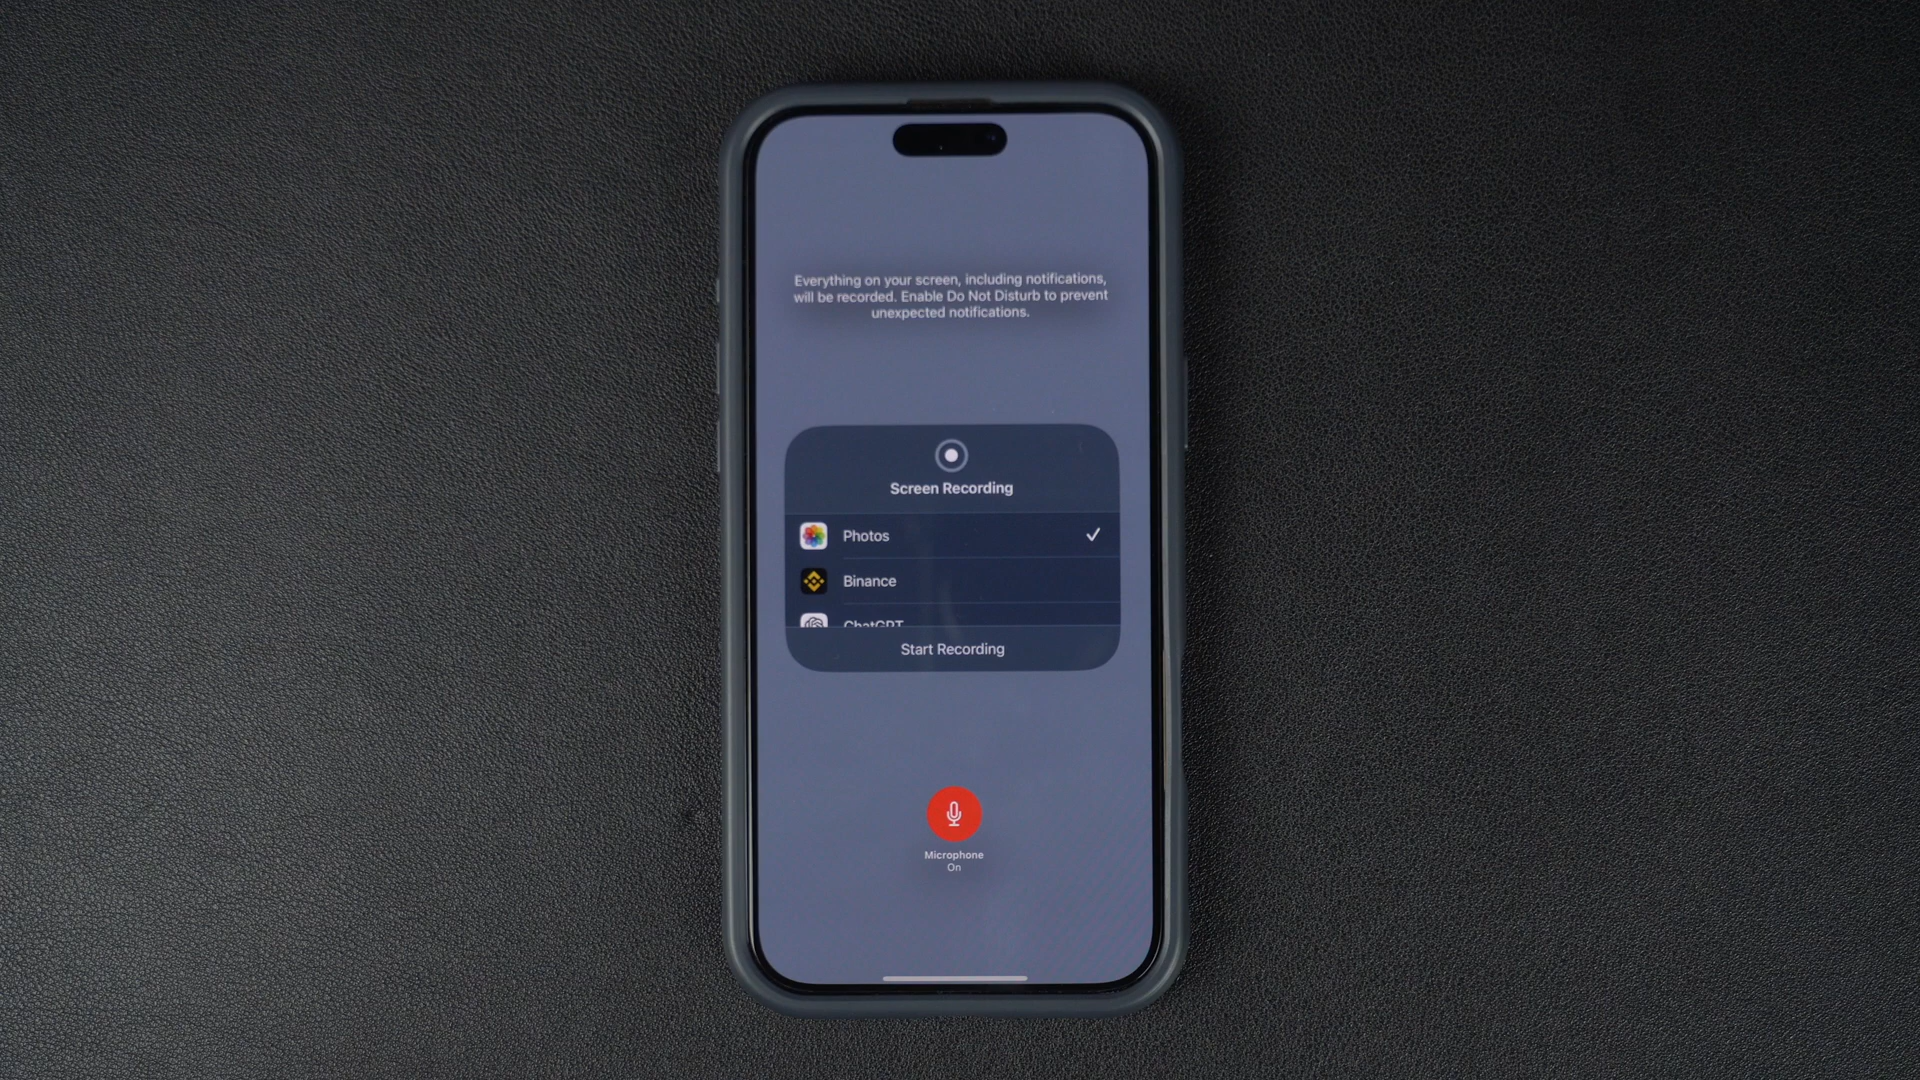 Everything on your screen, including notifications,
will be recorded. Enable Do Not Disturb to prevent
unexpected notifications.
Screen Recording
Photos
Binance
ChatGPT
Start Recording
Microphone
On